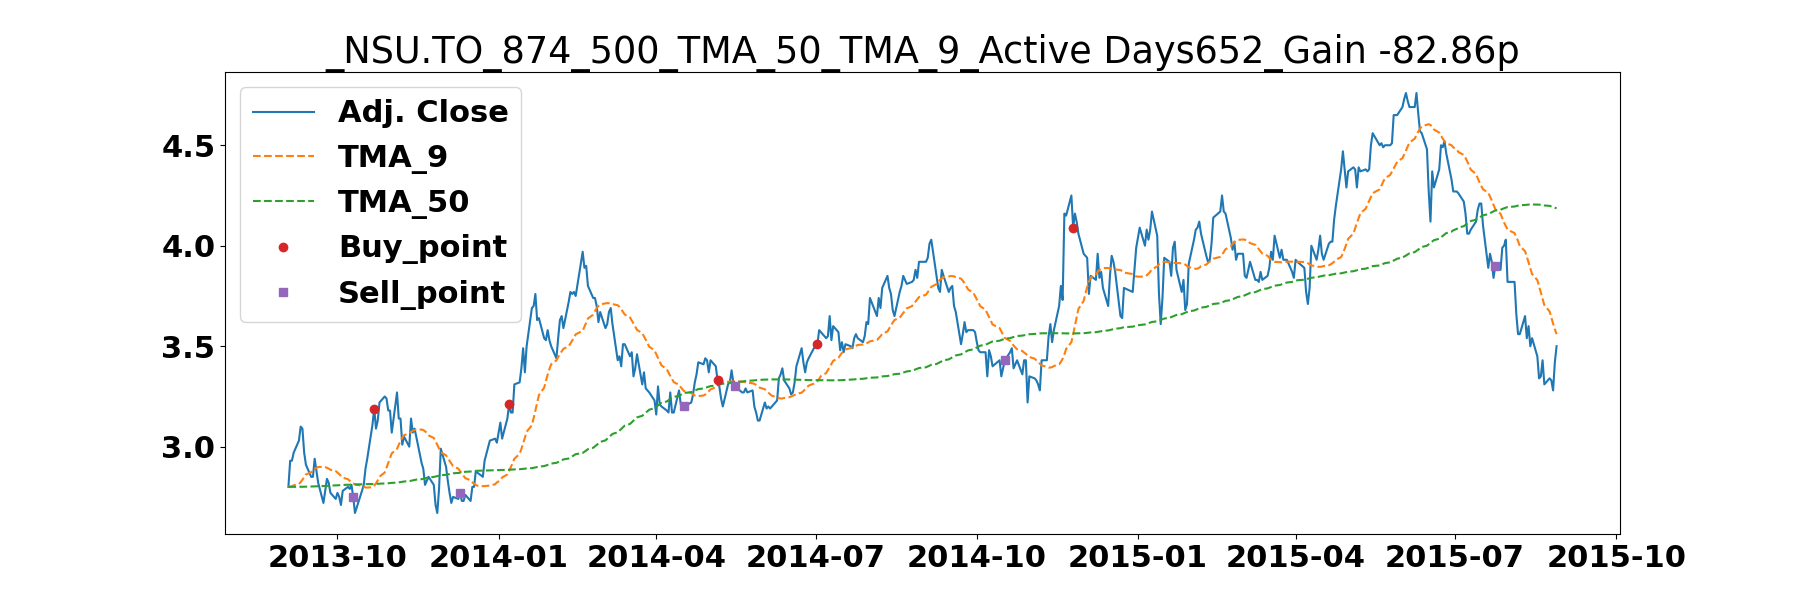 _NSU.TO_874_500_TMA_50_TMA_9_Active Days652_Gain -82.86p
Adj. Close
TMA_9
TMA_50
Buy_point
Sell_point
4.5
4.0
3.5
3.0
2013-10 2014-01 2014-04 2014-07 2014-10 2015-01 2015-04 2015-07 2015-10